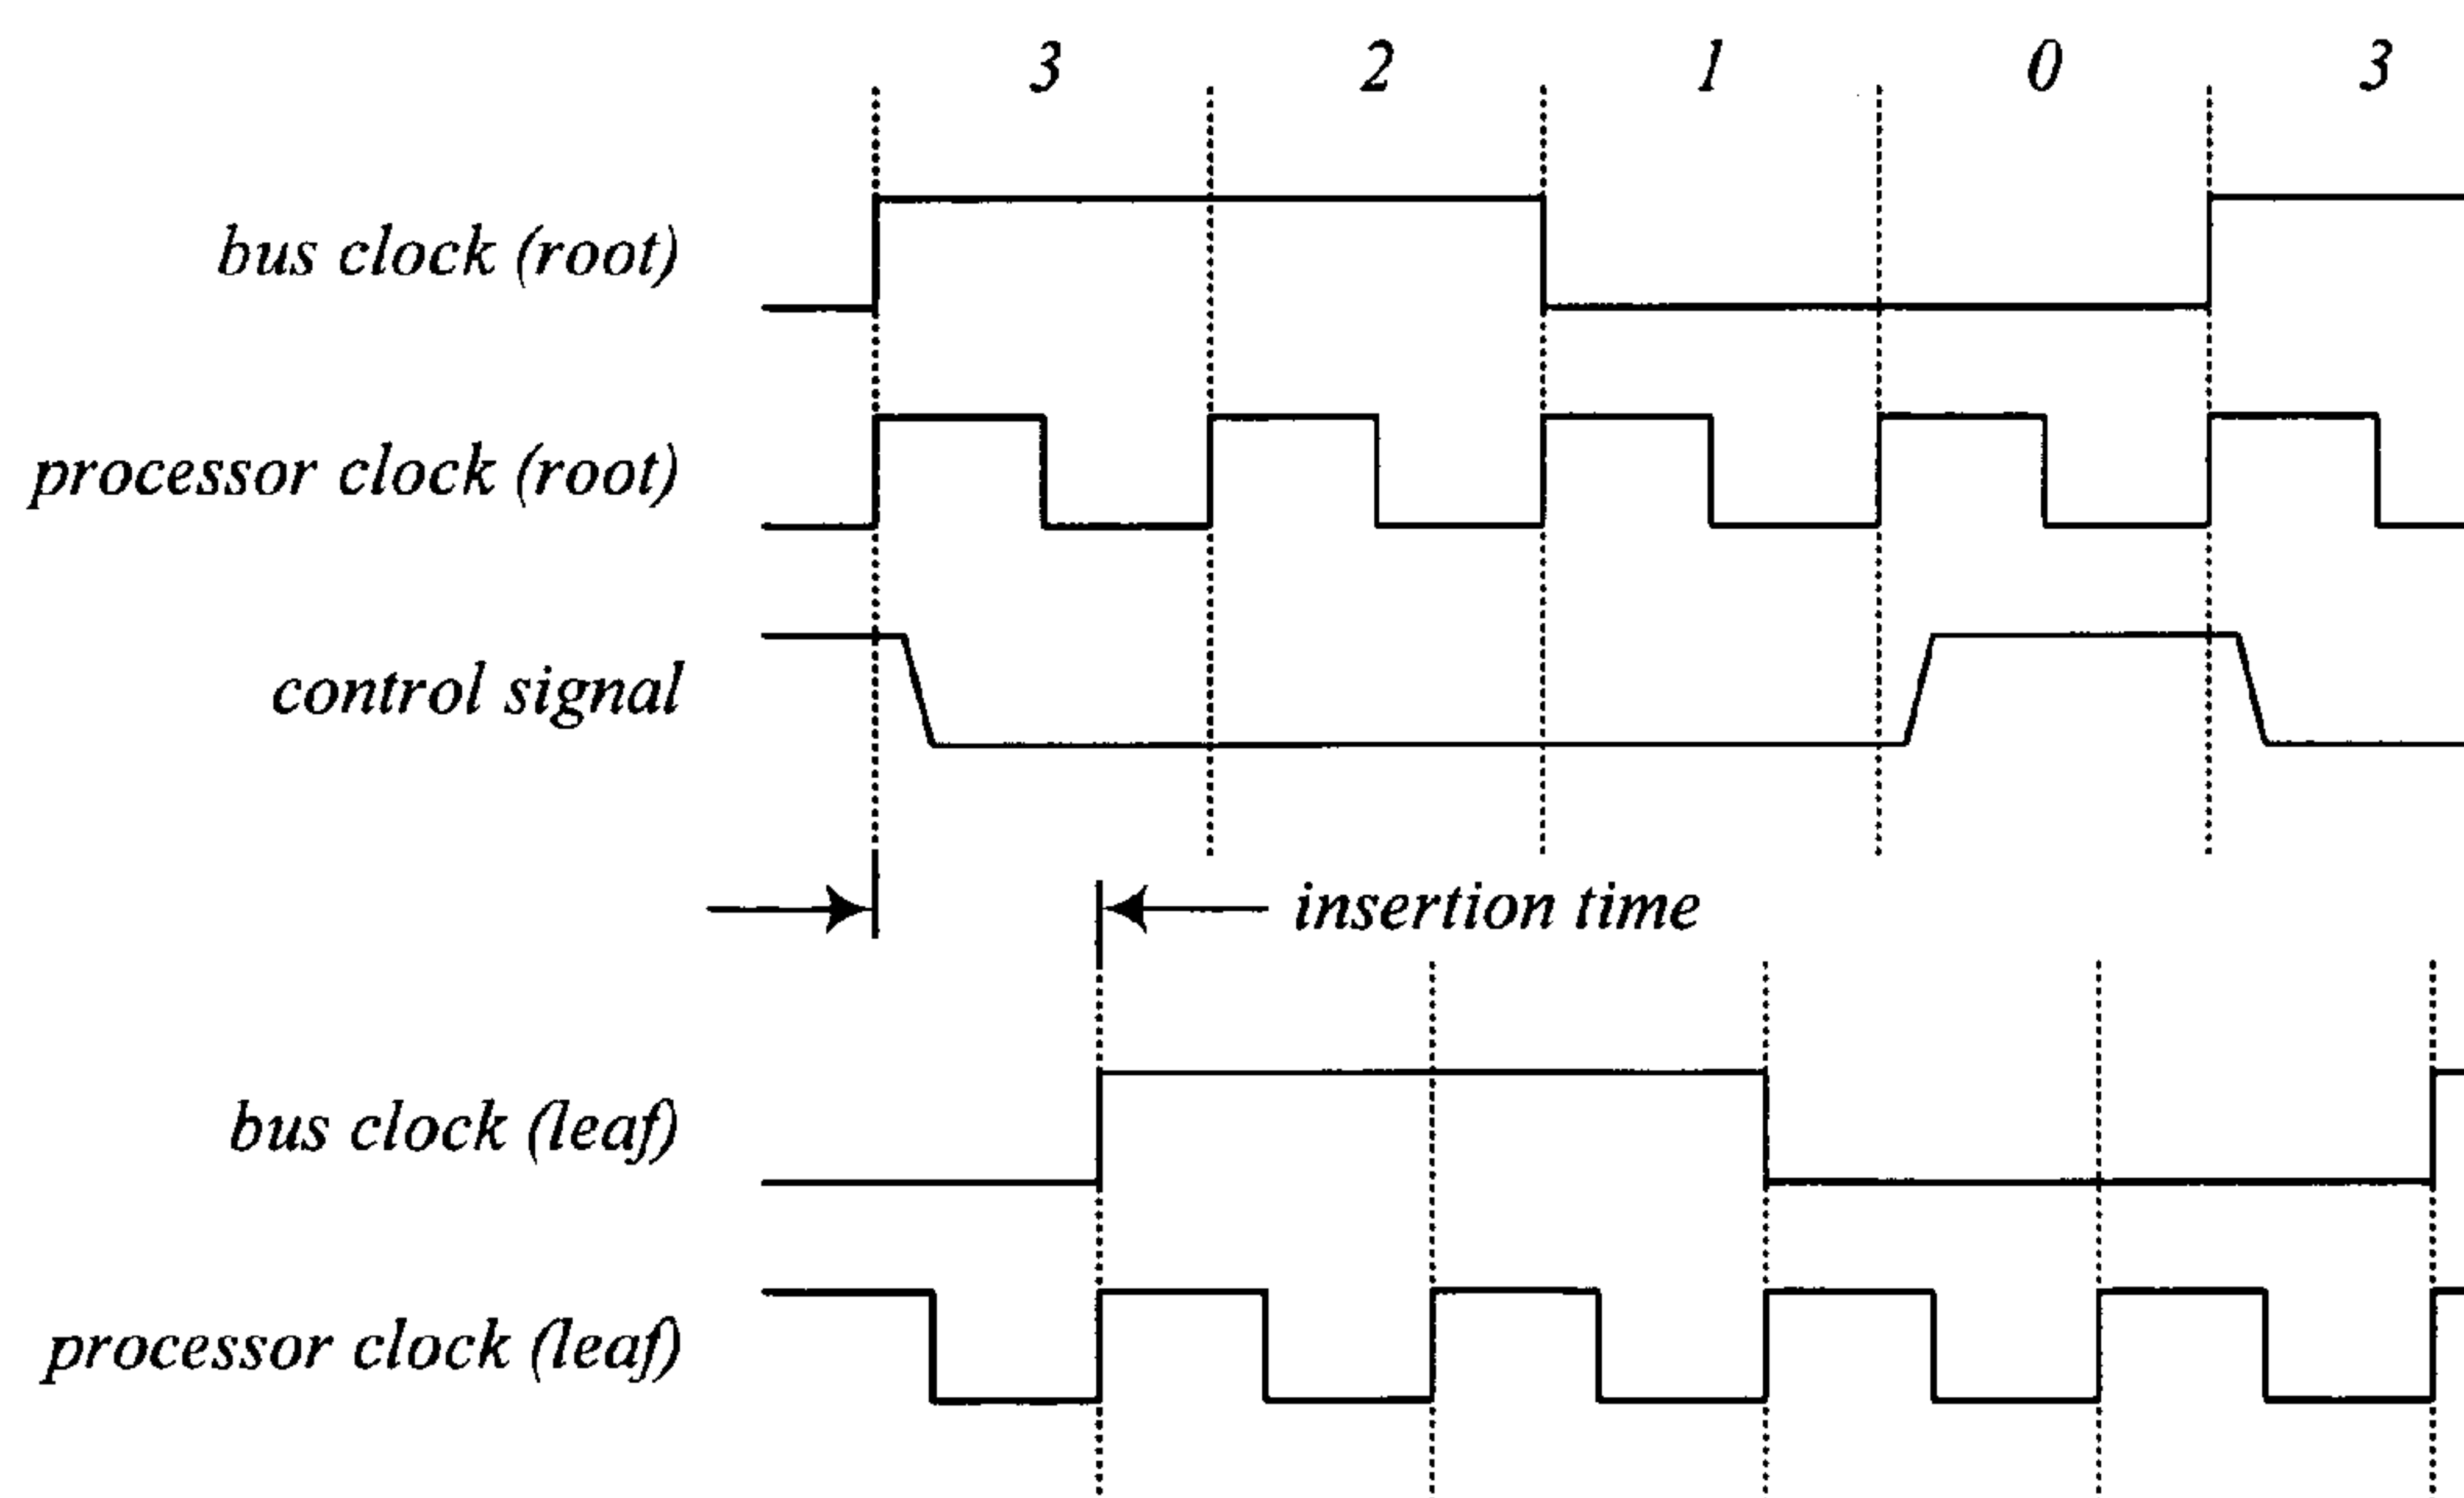 3 2 1 0 3
bus clock (root)
processor clock (root)
control signal
insertion time
bus clock (leaf)
processor clock (leaf)